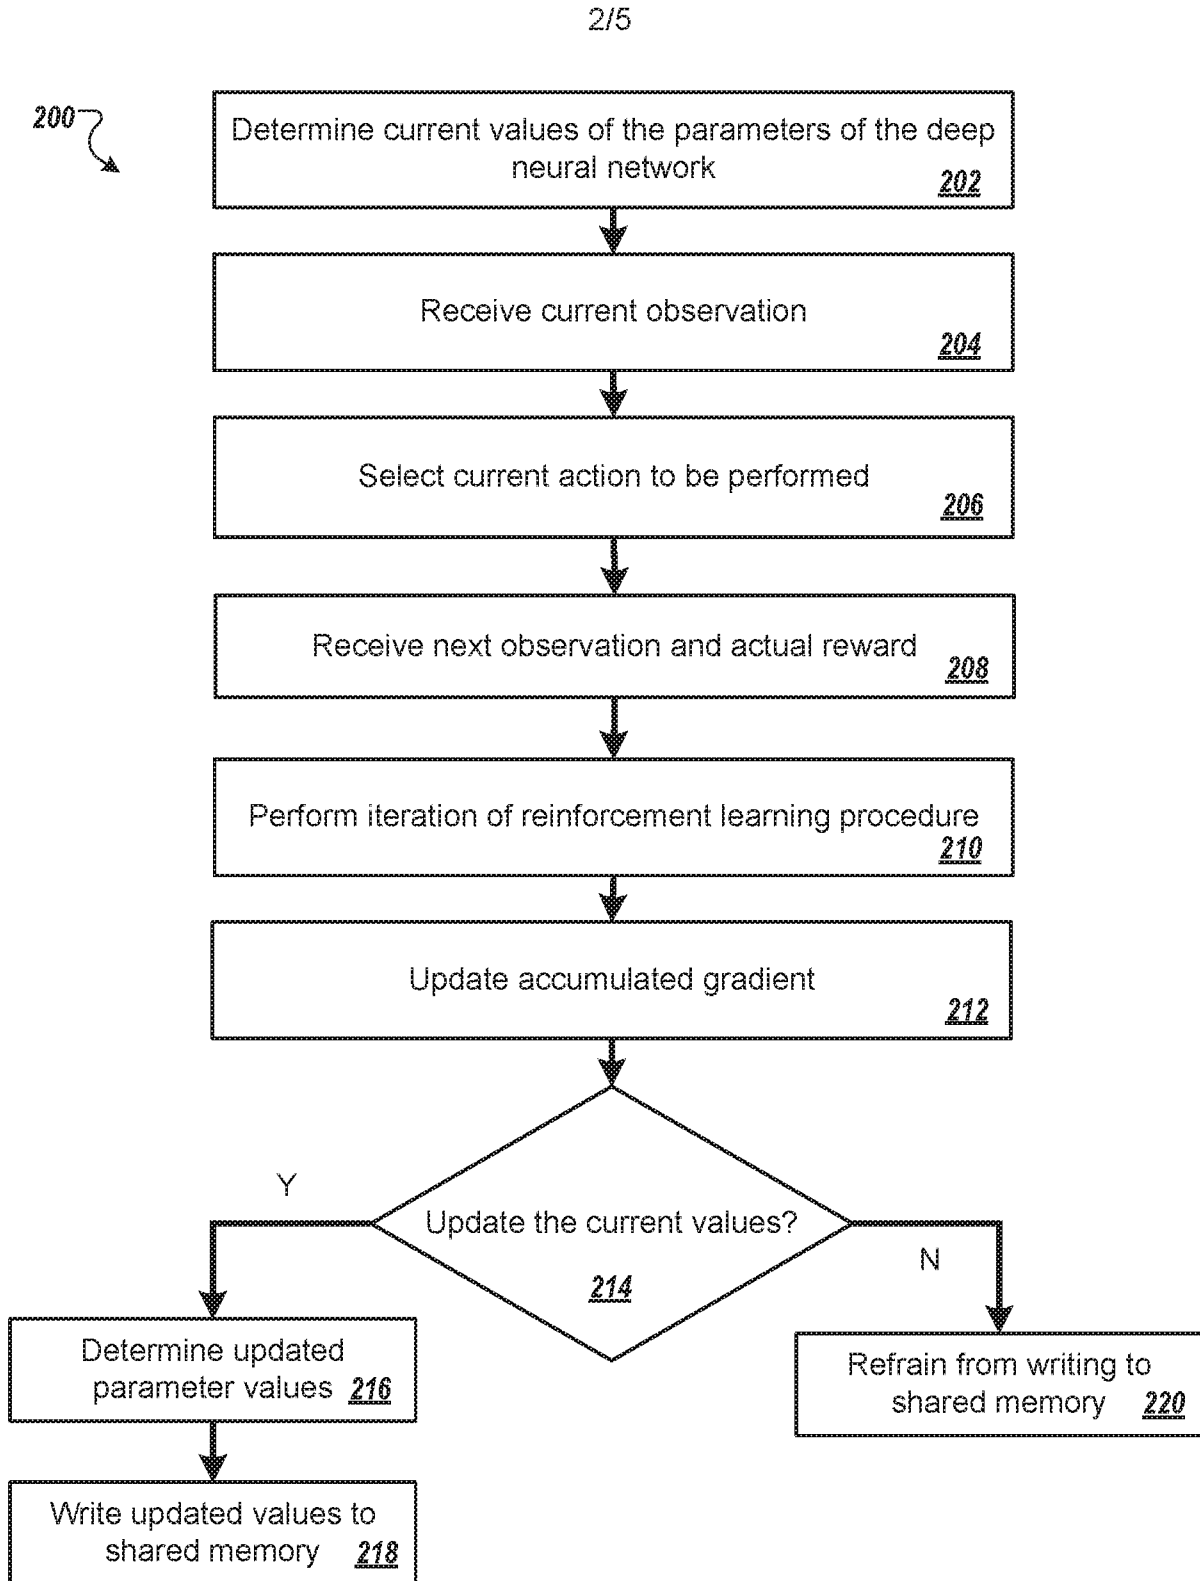 2/5
200
Determine current values of the parameters of the deep
neural network
202
Receive current observation
204
Select current action to be performed
206
Receive next observation and actual reward
208
Perform iteration of reinforcement learning procedure
210
Update accumulated gradient
212
Y
Update the current values?
N
214
Determine updated
parameter values 216
Refrain from writing to
shared memory 220
Write updated values to
shared memory 218